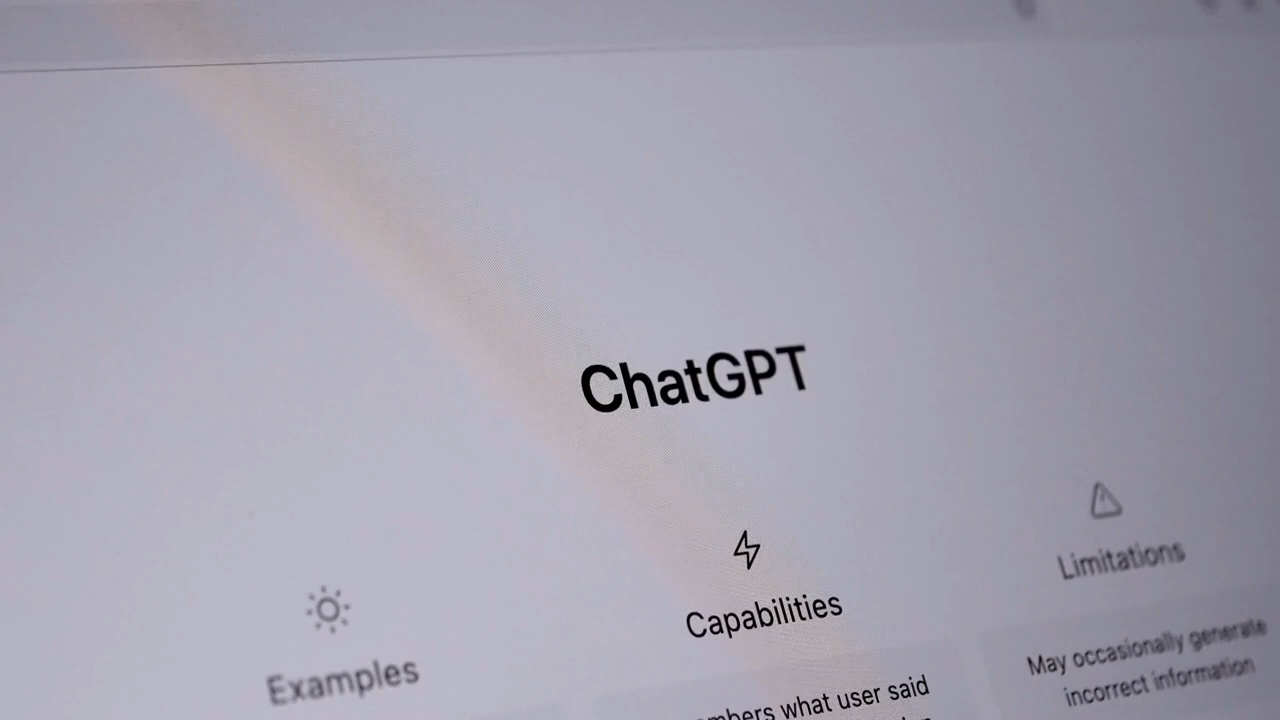 ChatGPT
Examples
Capabilities
Limitations
what user said
May occasionally generate
incorrect information